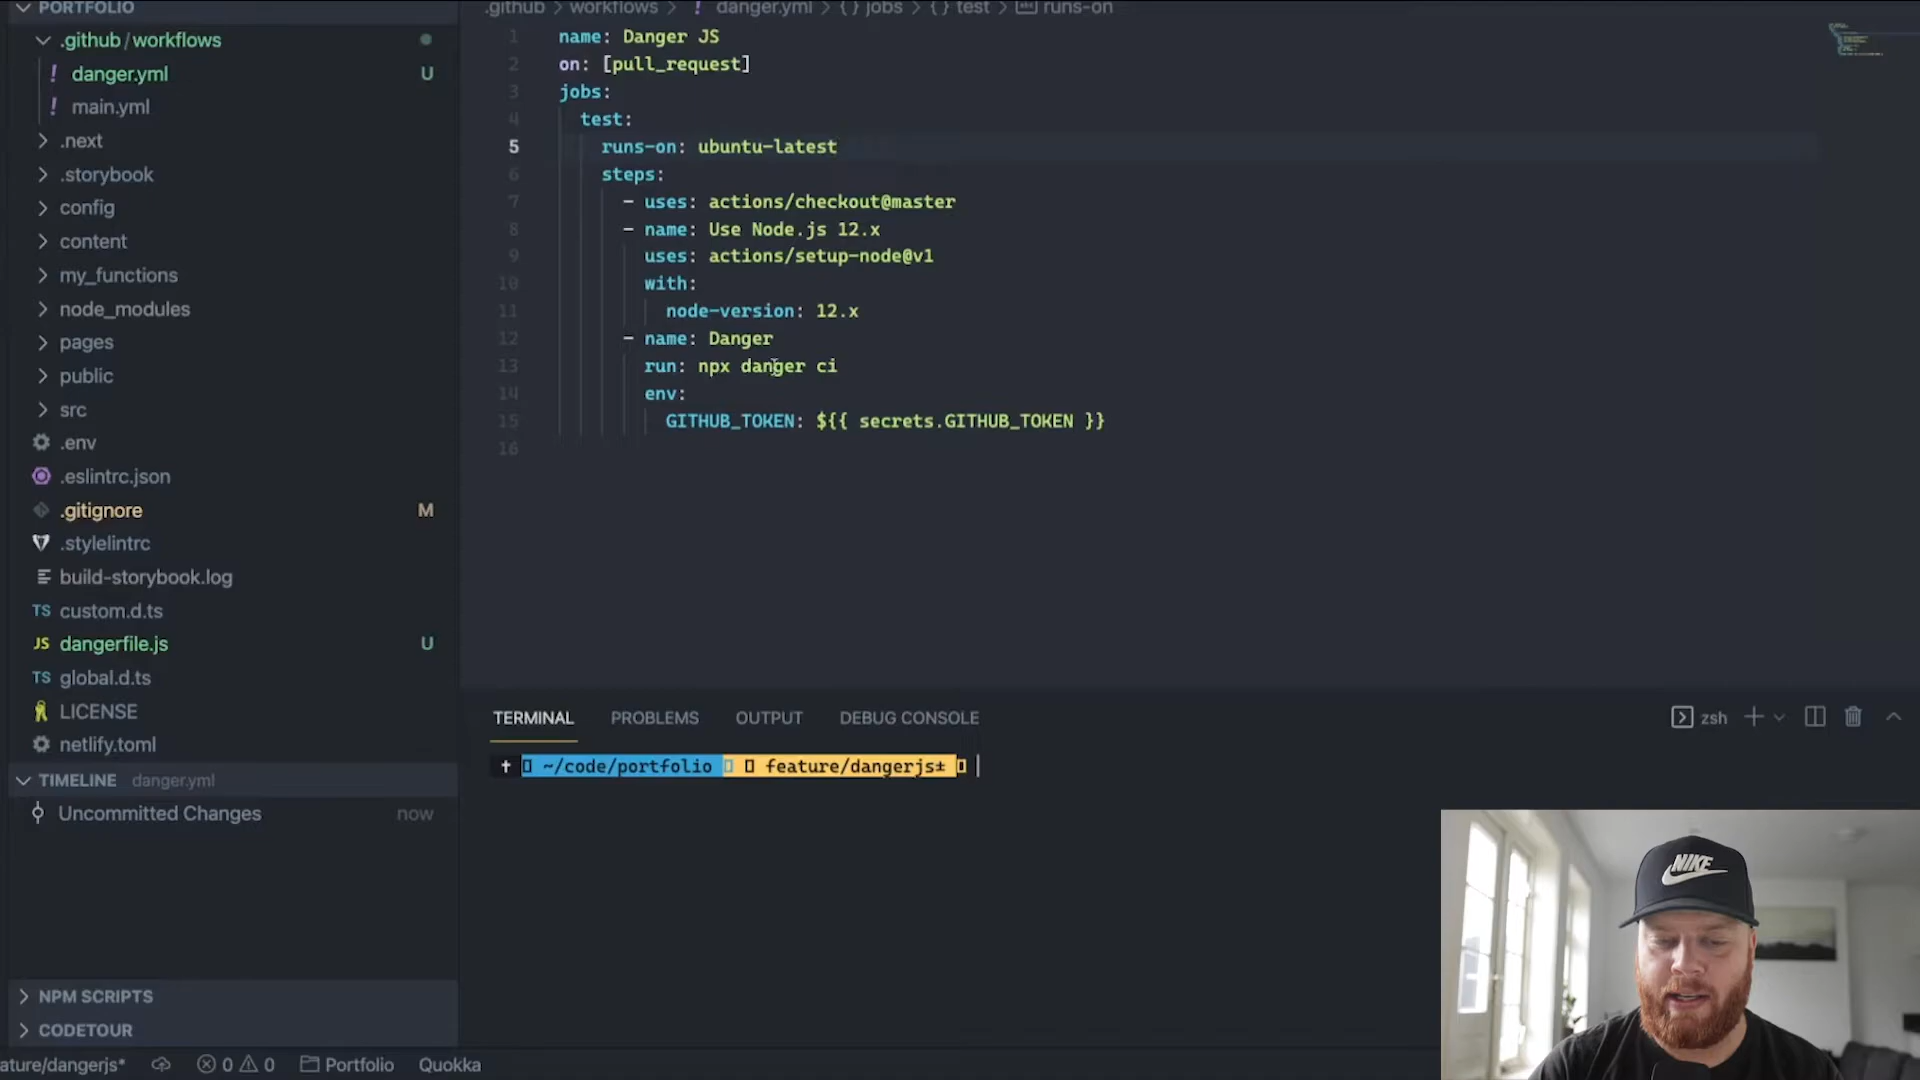 PORTFOLIO
.github/workflows
danger.yml U
main.yml
.next
.storybook
config
content
my_functions
node_modules
pages
public
src
.env
.eslintrc.json
.gitignore M
.stylelintrc
build-storybook.log
TS custom.d.ts
JS dangerfile.js U
TS global.d.ts
LICENSE
netlify.toml
TIMELINE danger.yml
Uncommitted Changes now
NPM SCRIPTS
CODETOUR
ature/dangerjs* 0 0 Portfolio Quokka
.github > workflows > ! danger.yml > {} jobs > {} test > runs-on
1 name: Danger JS
2 on: [pull_request]
3 jobs:
4 test:
5 runs-on: ubuntu-latest
6 steps:
7 - uses: actions/checkout@master
8 - name: Use Node.js 12.x
9 uses: actions/setup-node@v1
10 with:
11 node-version: 12.x
12 - name: Danger
13 run: npx danger ci
14 env:
15 GITHUB_TOKEN: ${{ secrets.GITHUB_TOKEN }}
16
TERMINAL PROBLEMS OUTPUT DEBUG CONSOLE zsh
~/code/portfolio feature/dangerjs±
NIKE